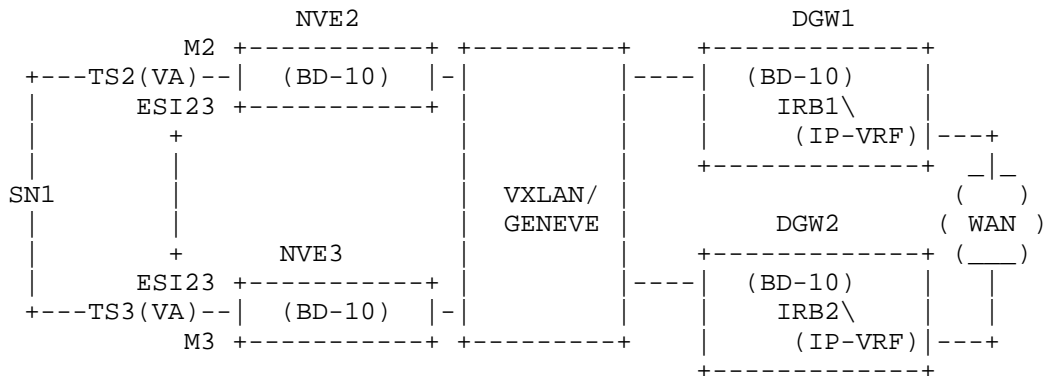 NVE2 DGW1
M2 +-----------+ +---------+ +-------------+
+---TS2(VA)--| (BD-10) |-| |----| (BD-10) |
| ESI23 +-----------+ | | | IRB1\ |
| + | | | (IP-VRF)|---+
| | | | +-------------+ _|_
SN1 | | VXLAN/ | ( )
| | | GENEVE | DGW2 ( WAN )
| + NVE3 | | +-------------+ (___)
| ESI23 +-----------+ | |----| (BD-10) | |
+---TS3(VA)--| (BD-10) |-| | | IRB2\ | |
M3 +-----------+ +---------+ | (IP-VRF)|---+
+-------------+